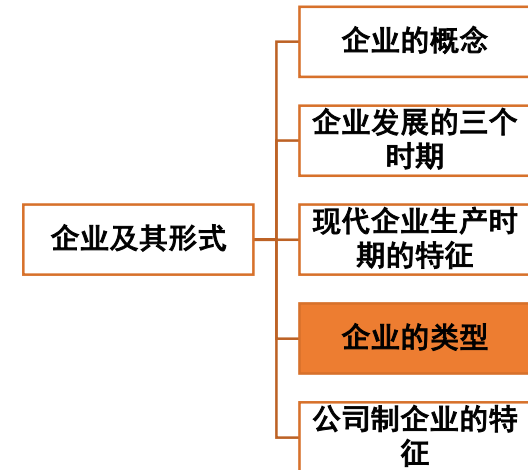 企业的概念
企业发展的三个
时期
现代企业生产时
期的特征
企业及其形式
企业的类型
公司制企业的特
征